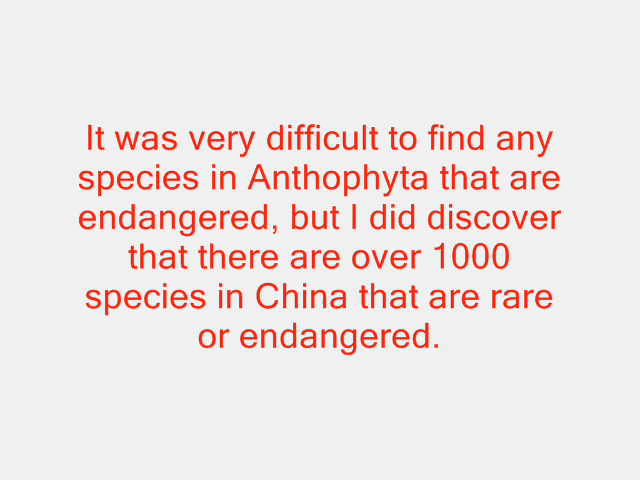 It was very difficult to find any
species in Anthophyta that are
endangered, but I did discover
that there are over 1000
species in China that are rare
or endangered.